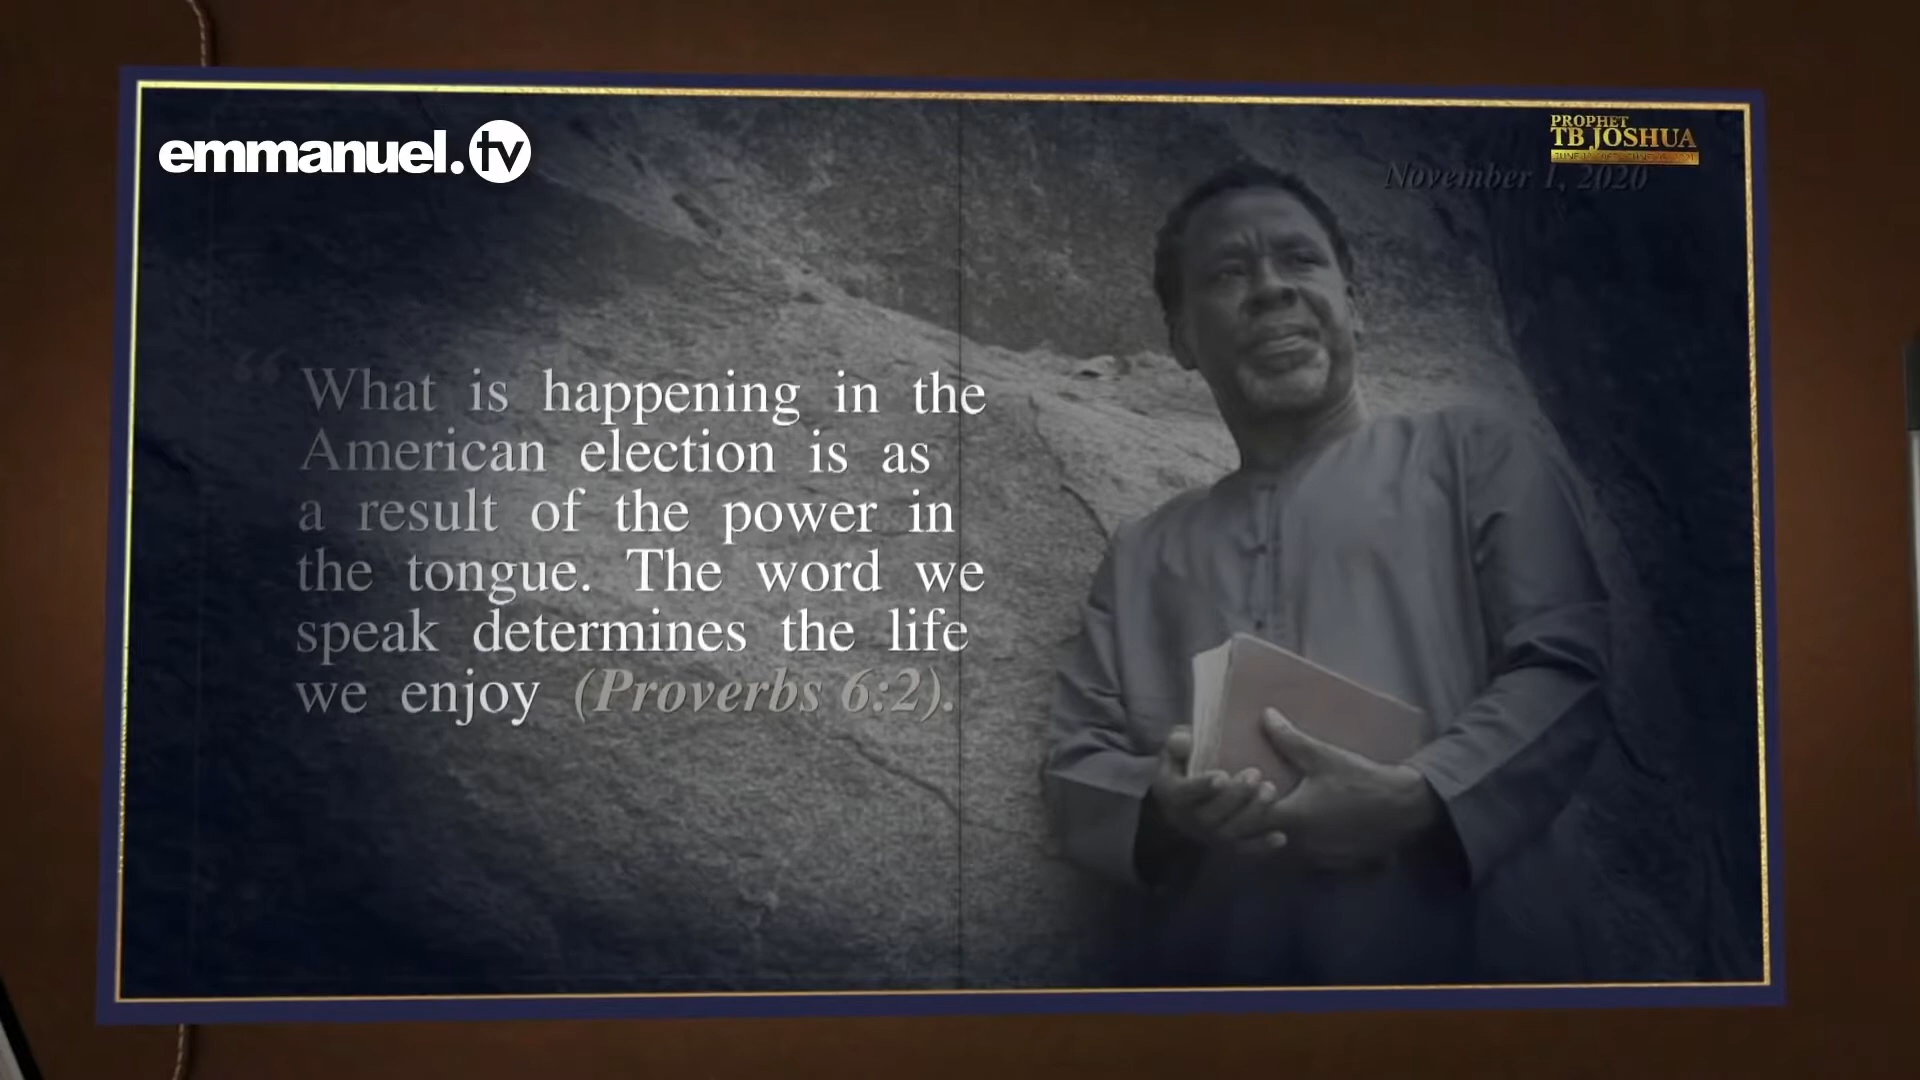 emmanuel.tv
PROPHET
TB JOSHUA
November 1, 2020
“What is happening in the
American election is as
a result of the power in
the tongue. The word we
speak determines the life
we enjoy (Proverbs 6:2).